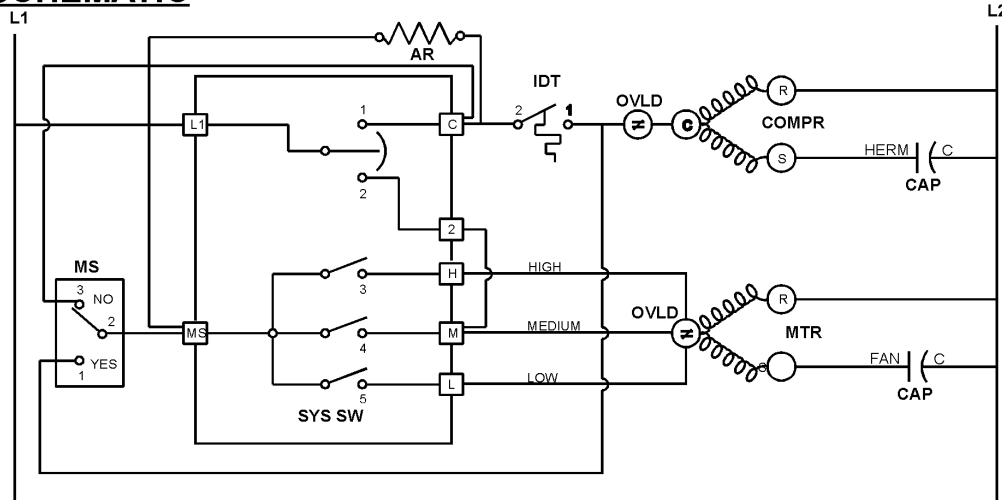 SCHEMATIC
L1
L2
AR
IDT
2
1
OVLD
C
R
S
COMPR
HERM
C
CAP
L1
1
C
2
2
MS
3
NO
2
YES
1
MS
H
HIGH
3
M
MEDIUM
4
L
LOW
5
SYS SW
OVLD
R
MTR
FAN
C
CAP